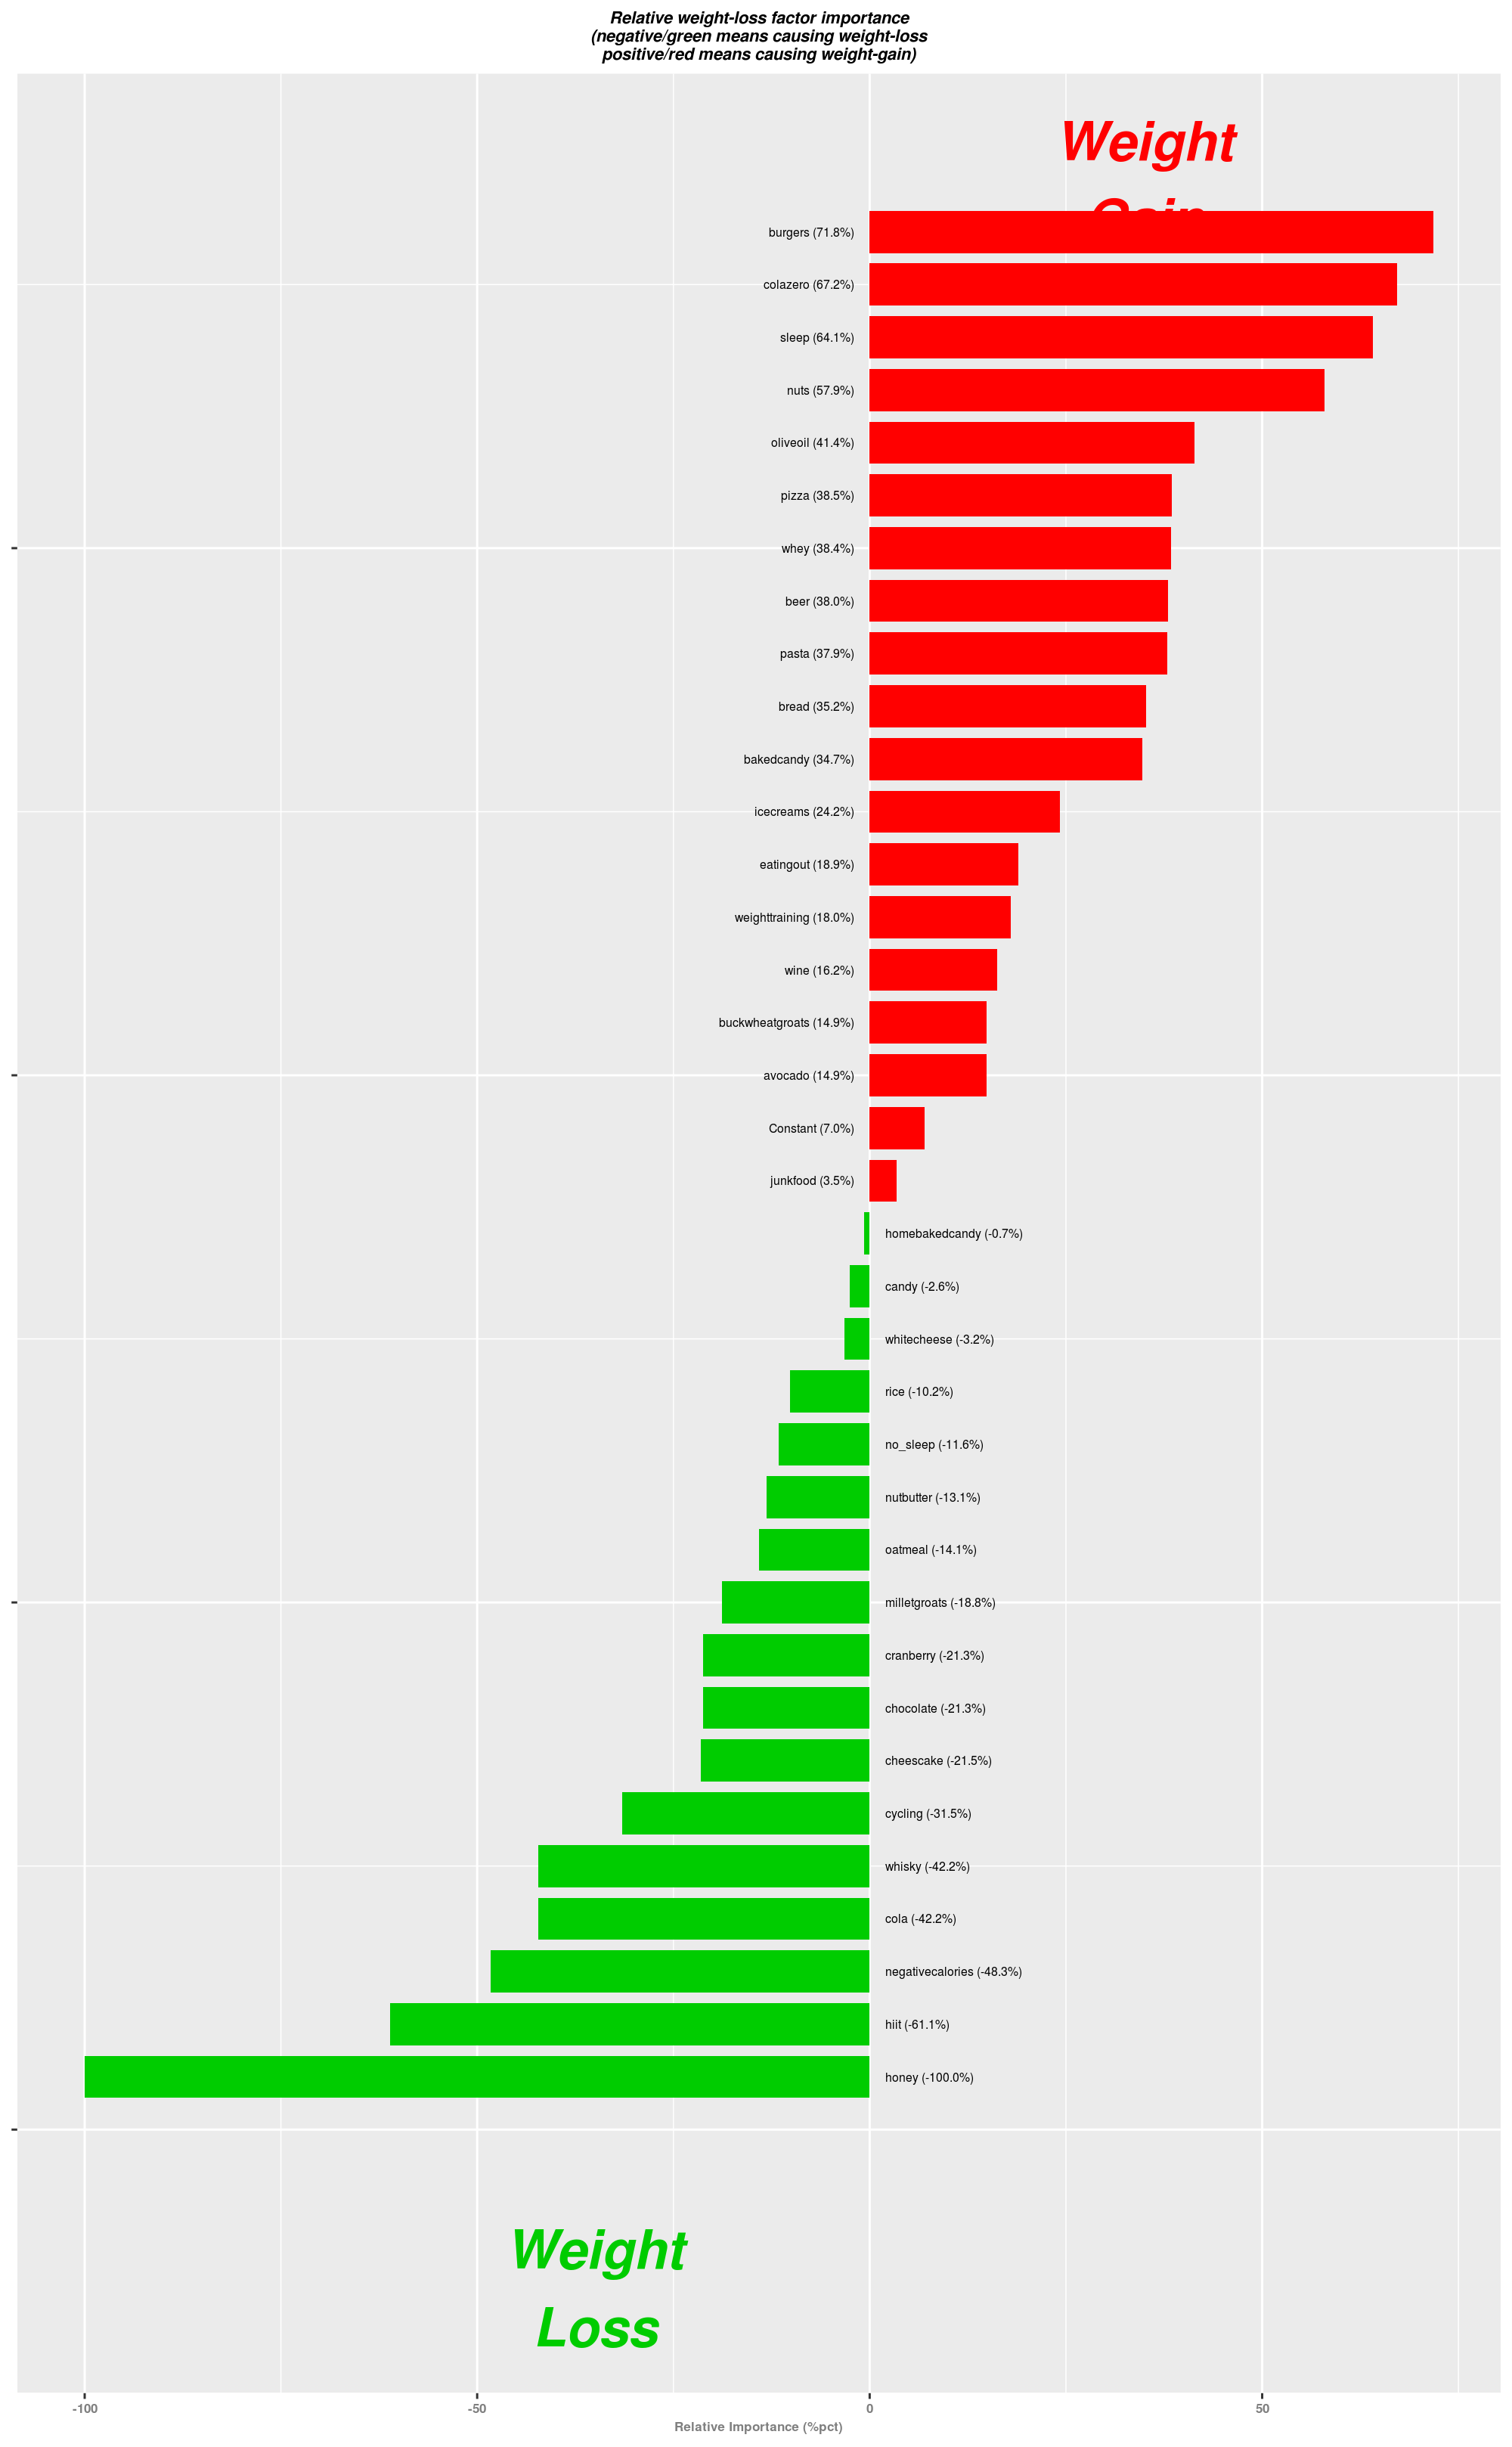 Relative weight-loss factor importance
(negative/green means causing weight-loss
positive/red means causing weight-gain)
Weight
Gain
burgers (71.8%)
colazero (67.2%)
sleep (64.1%)
nuts (57.9%)
oliveoil (41.4%)
pizza (38.5%)
whey (38.4%)
beer (38.0%)
pasta (37.9%)
bread (35.2%)
bakedcandy (34.7%)
icecreams (24.2%)
eatingout (18.9%)
weighttraining (18.0%)
wine (16.2%)
buckwheatgroats (14.9%)
avocado (14.9%)
Constant (7.0%)
junkfood (3.5%)
homebakedcandy (-0.7%)
candy (-2.6%)
whitecheese (-3.2%)
rice (-10.2%)
no_sleep (-11.6%)
nutbutter (-13.1%)
oatmeal (-14.1%)
milletgroats (-18.8%)
cranberry (-21.3%)
chocolate (-21.3%)
cheescake (-21.5%)
cycling (-31.5%)
whisky (-42.2%)
cola (-42.2%)
negativecalories (-48.3%)
hiit (-61.1%)
honey (-100.0%)
Weight
Loss
-100 -50 0 50
Relative Importance (%pct)